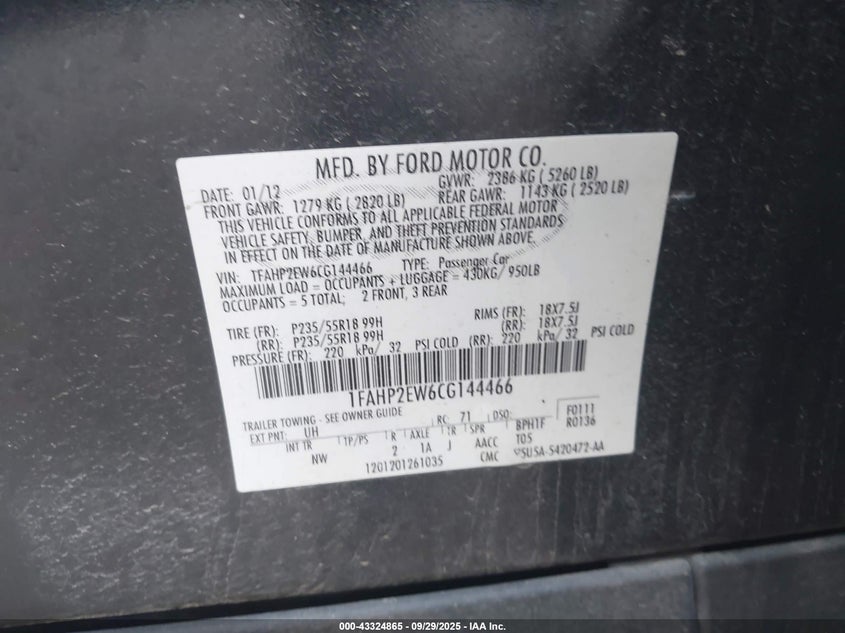 MFD. BY FORD MOTOR CO.
DATE: 01/12 GVWR: 2386 KG ( 5260 LB)
FRONT GAWR: 1279 KG ( 2820 LB) REAR GAWR: 1143 KG ( 2520 LB)
THIS VEHICLE CONFORMS TO ALL APPLICABLE FEDERAL MOTOR
VEHICLE SAFETY, BUMPER, AND THEFT PREVENTION STANDARDS
IN EFFECT ON THE DATE OF MANUFACTURE SHOWN ABOVE.
VIN: 1FAHP2EW6CG144466 TYPE: Passenger Car
MAXIMUM LOAD = OCCUPANTS + LUGGAGE = 430KG/ 950LB
OCCUPANTS = 5 TOTAL; 2 FRONT, 3 REAR
TIRE (FR): P235/55R18 99H RIMS (FR): 18X7.5J
(RR): P235/55R18 99H (RR): 18X7.5J
PRESSURE (FR): 220 kPa/ 32 PSI COLD (RR): 220 kPa/ 32 PSI COLD
1FAHP2EW6CG144466
TRAILER TOWING - SEE OWNER GUIDE
EXT PNT: UH RC: 71 DSO: F0111
INT TR TP/PS R AXLE TR SPR BPHTF R0136
NW 2 1A J AACC T05
1201201261035 CMC 5U5A-5420472-AA
000-43324865 - 09/29/2025 - IAA Inc.